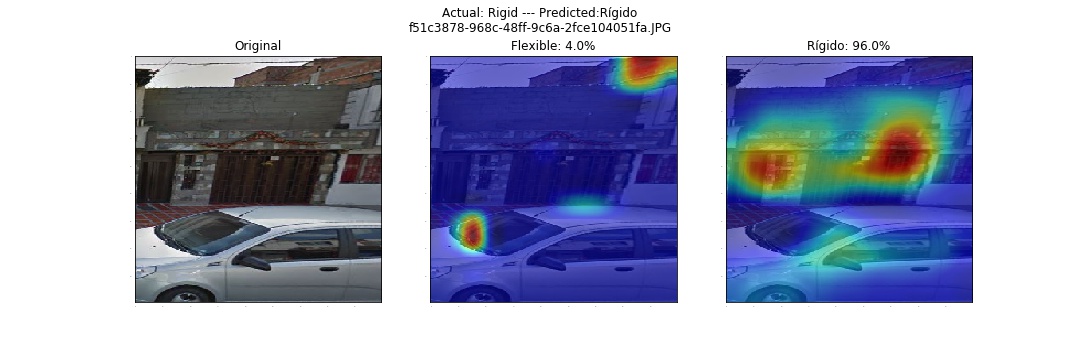 Actual: Rigid --- Predicted:Rígido
f51c3878-968c-48ff-9c6a-2fce104051fa.JPG
Original
Flexible: 4.0%
Rígido: 96.0%